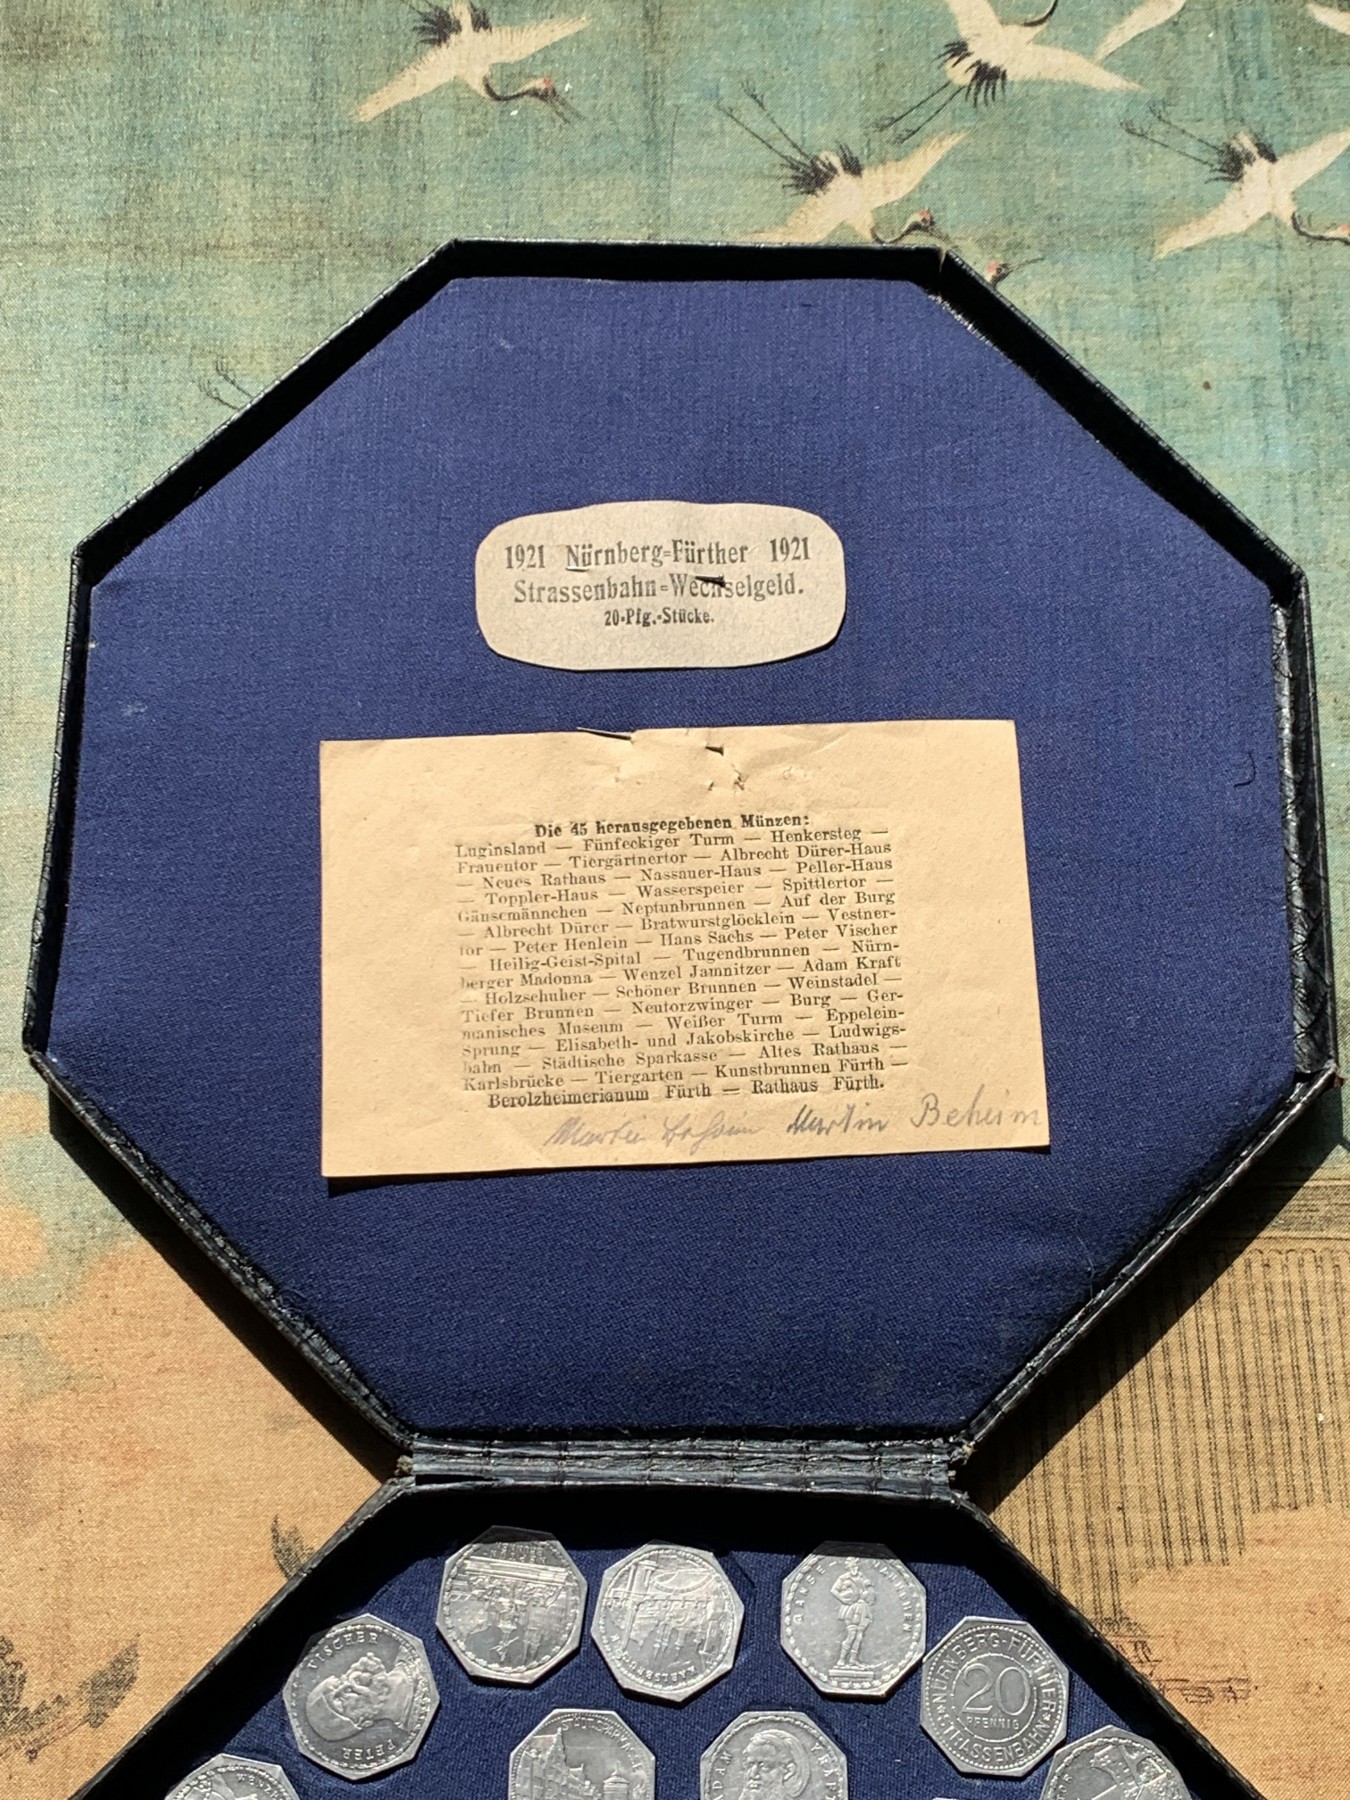 1921 Nürnberg=Fürther 1921
Strassenbahn=Wechselgeld.
20=Pfg.=Stücke.
Die 45 herausgegebenen Münzen:
Luginsland — Fünfeckiger Turm — Henkersteg —
Frauentor — Tiergärtnertor — Albrecht Dürer-Haus
— Neues Rathaus — Nassauer-Haus — Peller-Haus
— Toppler-Haus — Wasserspeier — Spittlertor —
Gänsemännchen — Neptunbrunnen — Auf der Burg
— Albrecht Dürer — Bratwurstglöcklein — Vestner-
tor — Peter Henlein — Hans Sachs — Peter Vischer
— Heilig-Geist-Spital — Tugendbrunnen — Nürn-
berger Madonna — Wenzel Jamnitzer — Adam Kraft
— Holzschuher — Schöner Brunnen — Weinstadel —
Tiefer Brunnen — Neutorzwinger — Burg — Ger-
manisches Museum — Weißer Turm — Eppelein-
Sprung — Elisabeth- und Jakobskirche — Ludwigs-
bahn — Städtische Sparkasse — Altes Rathaus —
Karlsbrücke — Tiergarten — Kunstbrunnen Fürth —
Berolzheimerianum Fürth — Rathaus Fürth.
Martin Behaim Martin Beheim
KARLSBRÜCKE
GÄNSEMÄNNCHEN
PETER VISCHER
NÜRNBERG-FÜRTHER
20
PFENNIG
STRASSENBAHN
ADAM KRAFT